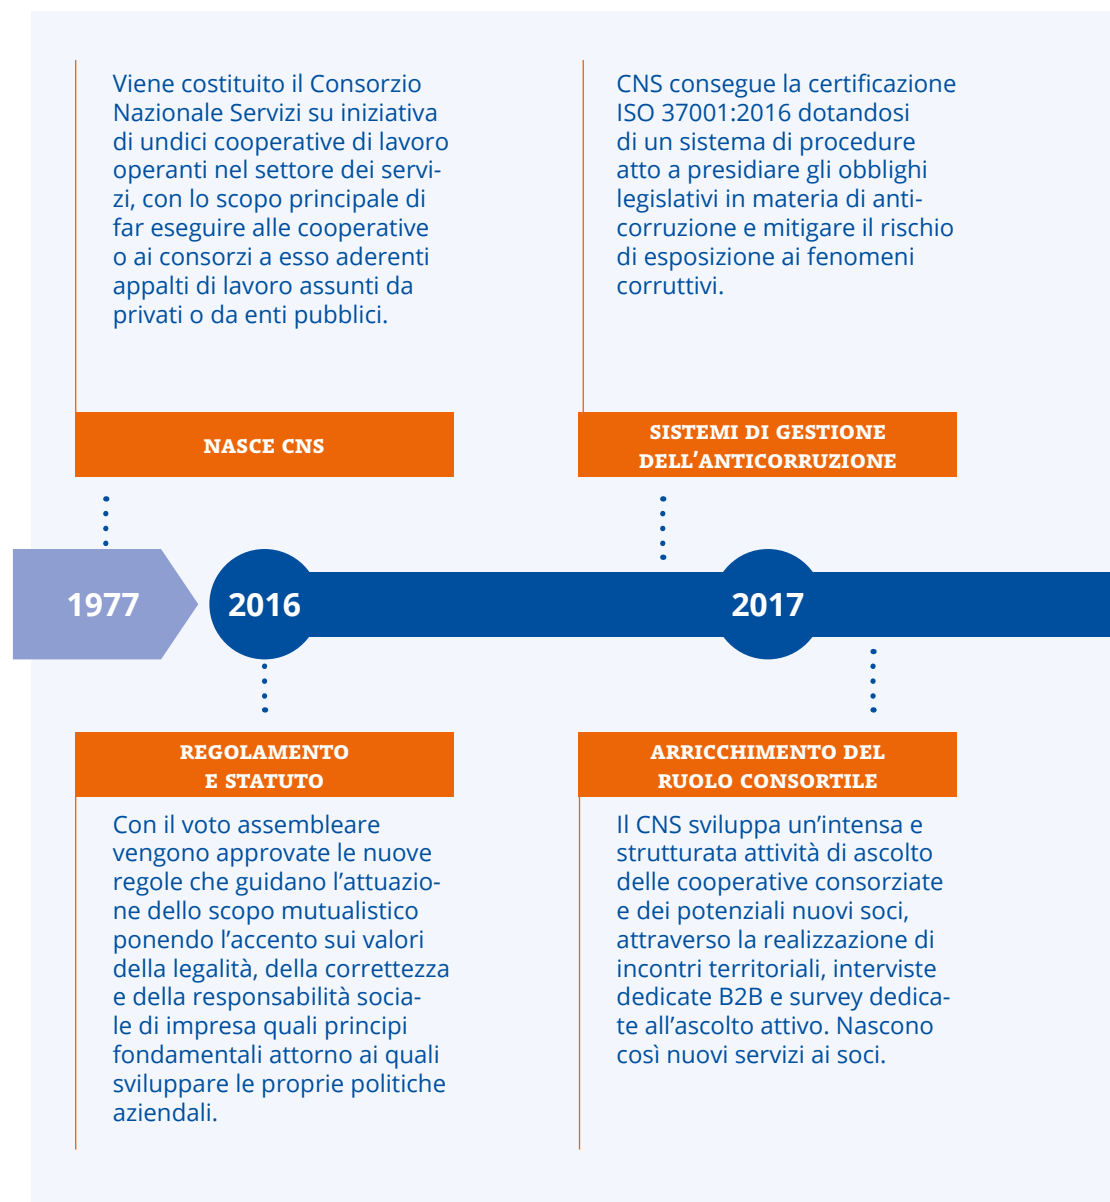 Viene costituito il Consorzio
Nazionale Servizi su iniziativa
di undici cooperative di lavoro
operanti nel settore dei servi-
zi, con lo scopo principale di
far eseguire alle cooperative
o ai consorzi a esso aderenti
appalti di lavoro assunti da
privati o da enti pubblici.
NASCE CNS
CNS consegue la certificazione
ISO 37001:2016 dotandosi
di un sistema di procedure
atto a presidiare gli obblighi
legislativi in materia di anti-
corruzione e mitigare il rischio
di esposizione ai fenomeni
corruttivi.
SISTEMI DI GESTIONE
DELL'ANTICORRUZIONE
1977
2016
2017
REGOLAMENTO
E STATUTO
Con il voto assembleare
vengono approvate le nuove
regole che guidano l'attuazio-
ne dello scopo mutualistico
ponendo l'accento sui valori
della legalità, della correttezza
e della responsabilità socia-
le di impresa quali principi
fondamentali attorno ai quali
sviluppare le proprie politiche
aziendali.
ARRICCHIMENTO DEL
RUOLO CONSORTILE
Il CNS sviluppa un'intensa e
strutturata attività di ascolto
delle cooperative consorziate
e dei potenziali nuovi soci,
attraverso la realizzazione di
incontri territoriali, interviste
dedicate B2B e survey dedica-
te all'ascolto attivo. Nascono
così nuovi servizi ai soci.